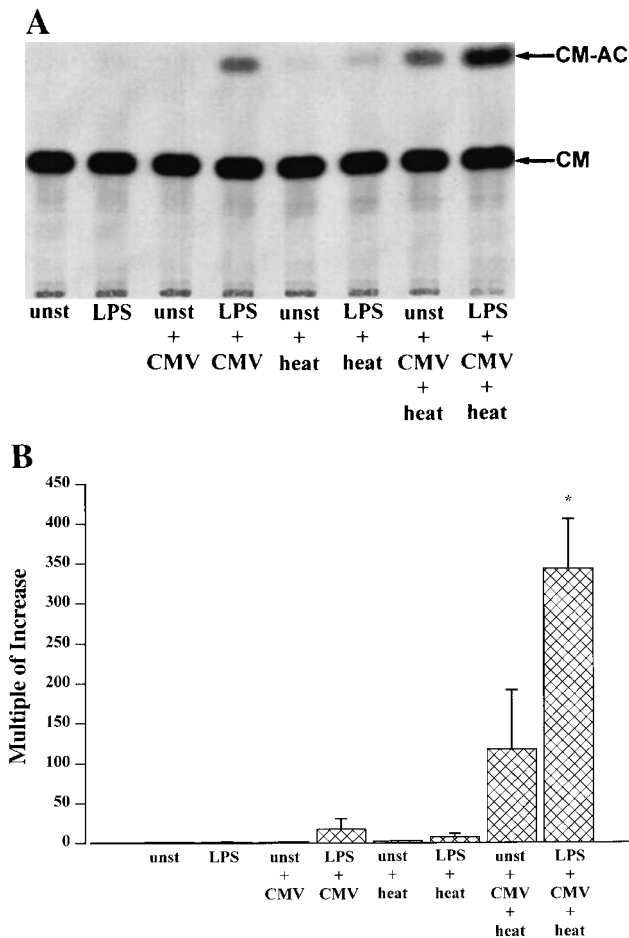 A
CM-AC
CM
unst LPS unst LPS unst LPS unst LPS
+ + + + + +
CMV CMV heat heat CMV CMV
+ +
heat heat
B
450
400
350
300
250
200
150
100
50
0
Multiple of Increase
*
unst LPS unst LPS unst LPS unst LPS
+ + + + + +
CMV CMV heat heat CMV CMV
+ +
heat heat